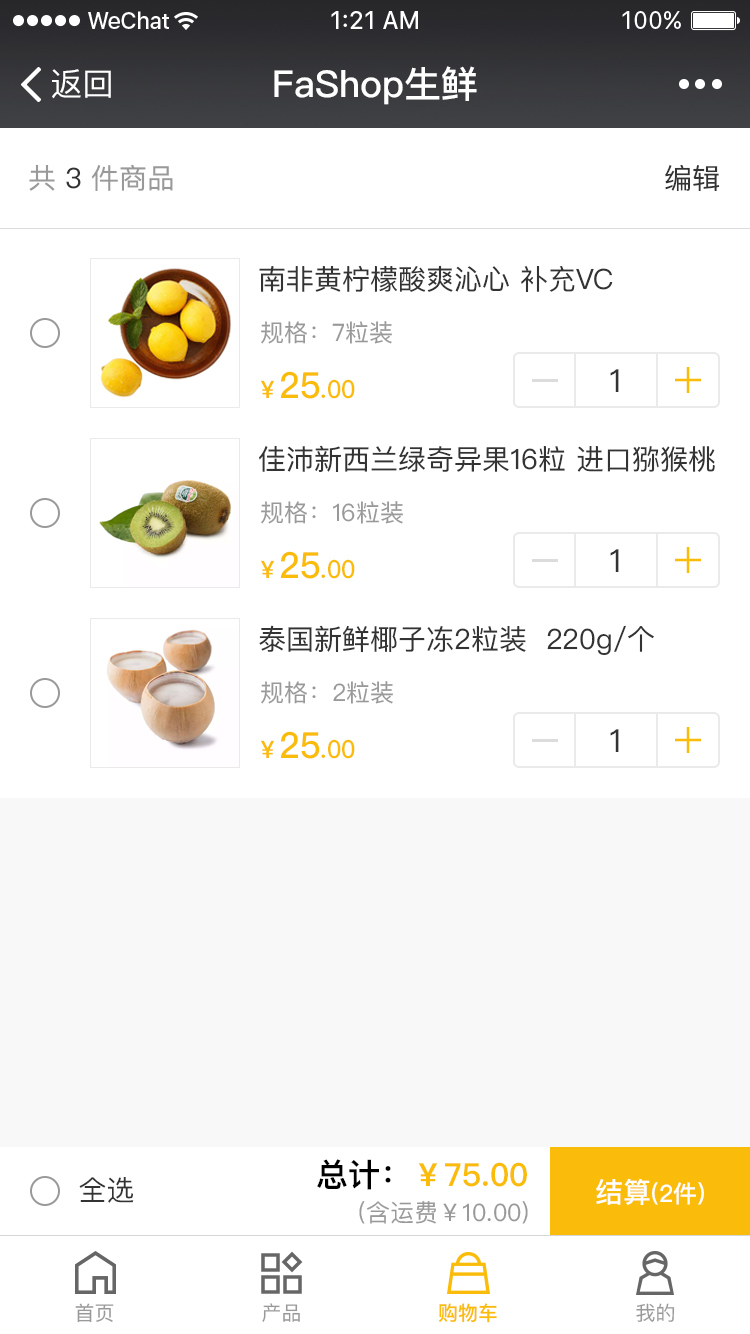 WeChat 1:21 AM 100%
返回 FaShop生鲜
共 3 件商品 编辑
南非黄柠檬酸爽沁心 补充VC
规格：7粒装
¥25.00 1
佳沛新西兰绿奇异果16粒 进口猕猴桃
规格：16粒装
¥25.00 1
泰国新鲜椰子冻2粒装 220g/个
规格：2粒装
¥25.00 1
全选 总计：¥75.00 结算(2件)
(含运费¥10.00)
首页 产品 购物车 我的